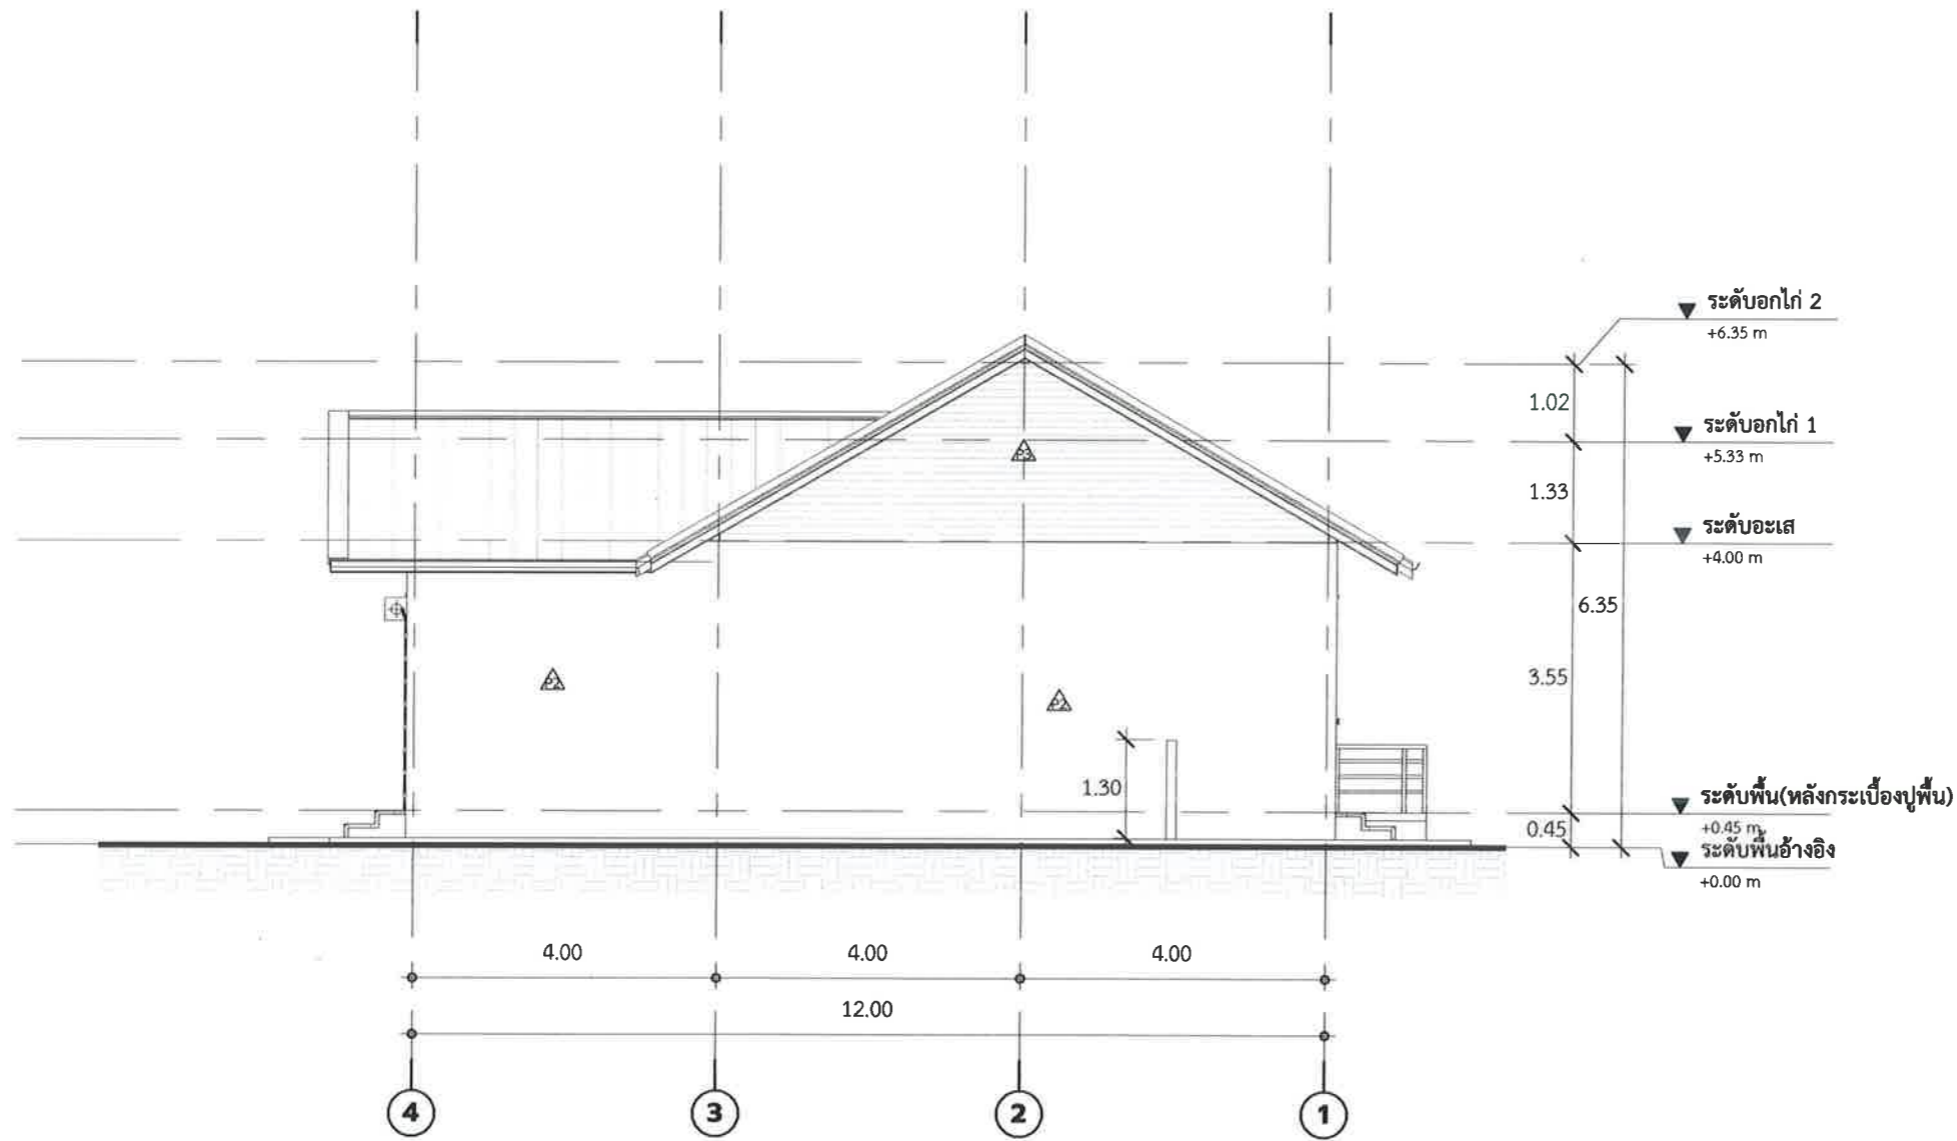 ระดับอกไก่ 2
+6.35 m
1.02
ระดับอกไก่ 1
+5.33 m
P3
1.33
ระดับอะเส
+4.00 m
6.35
3.55
P2
P2
1.30
ระดับพื้น(หลังกระเบื้องปูพื้น)
+0.45 m
0.45
ระดับพื้นอ้างอิง
+0.00 m
4.00 4.00 4.00
12.00
4 3 2 1